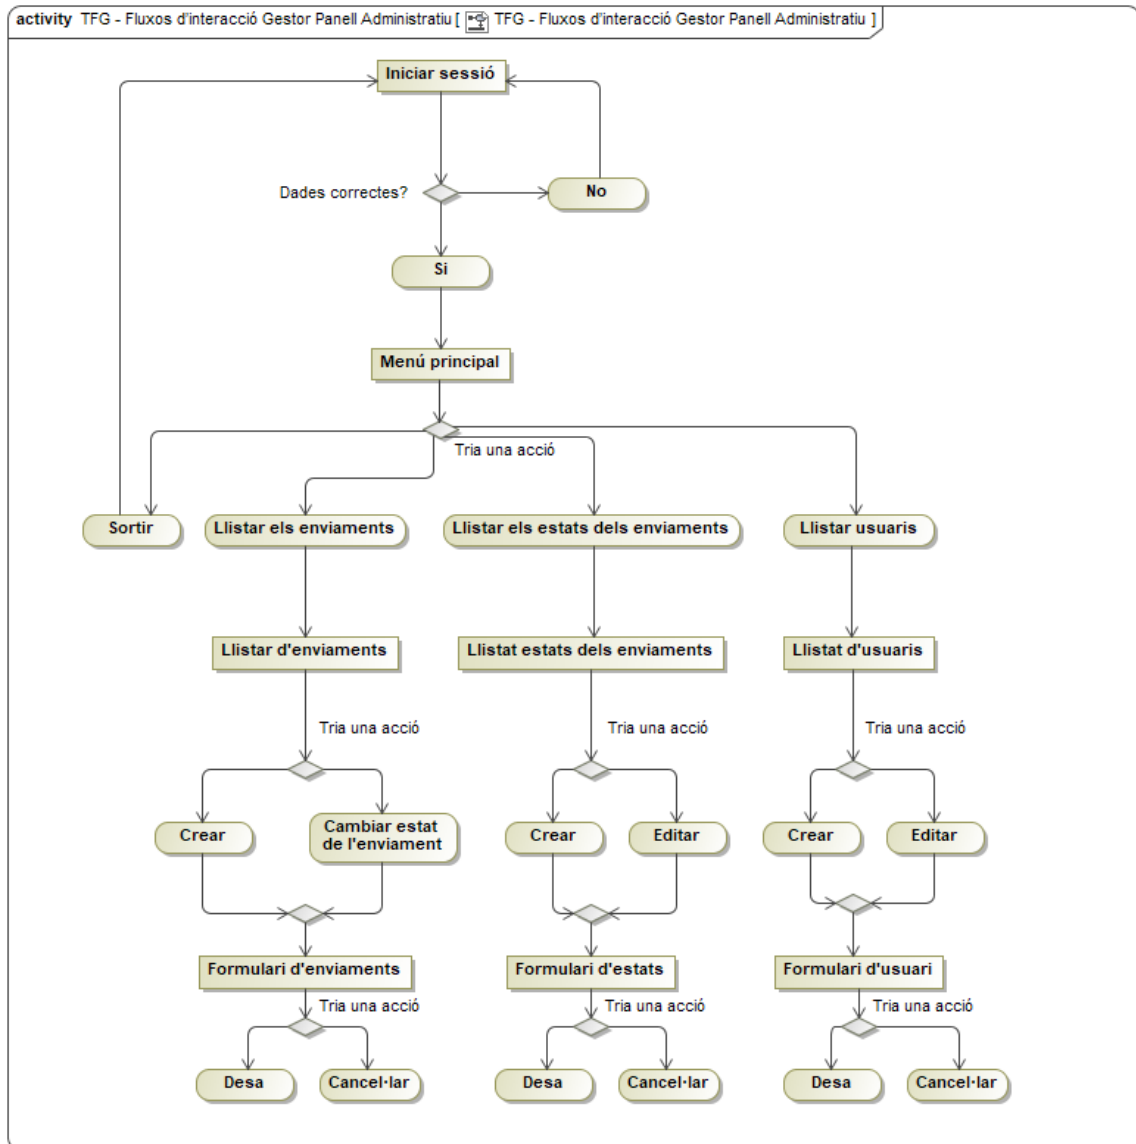 activity TFG - Fluxos d'interacció Gestor Panell Administratiu [ TFG - Fluxos d'interacció Gestor Panell Administratiu ]
Iniciar sessió
Dades correctes?
No
Si
Menú principal
Tria una acció
Sortir
Llistar els enviaments
Llistar els estats dels enviaments
Llistar usuaris
Llistar d'enviaments
Llistat estats dels enviaments
Llistat d'usuaris
Tria una acció
Tria una acció
Tria una acció
Crear
Cambiar estat
de l'enviament
Crear
Editar
Crear
Editar
Formulari d'enviaments
Formulari d'estats
Formulari d'usuari
Tria una acció
Tria una acció
Tria una acció
Desa
Cancel·lar
Desa
Cancel·lar
Desa
Cancel·lar